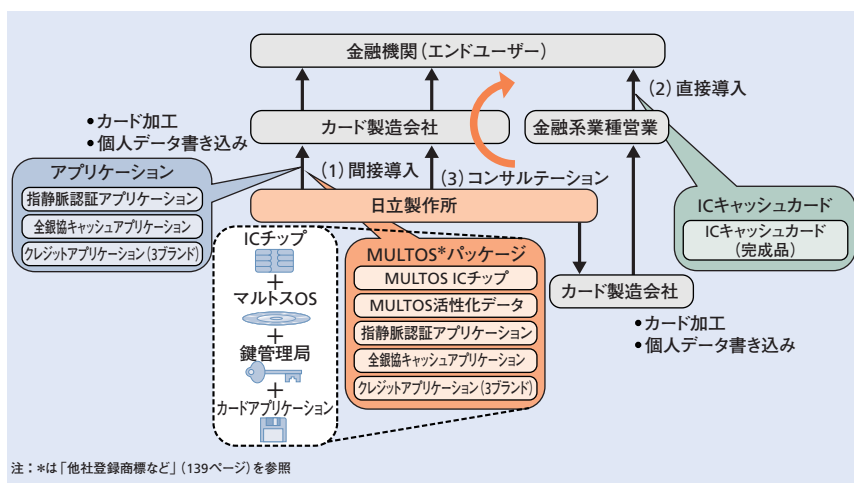 金融機関（エンドユーザー）
(2) 直接導入
●カード加工
●個人データ書き込み
カード製造会社
金融系業種営業
アプリケーション
指静脈認証アプリケーション
全銀協キャッシュアプリケーション
クレジットアプリケーション（3ブランド）
(1) 間接導入
(3) コンサルテーション
日立製作所
ICキャッシュカード
ICキャッシュカード
（完成品）
ICチップ
+
マルトスOS
+
鍵管理局
+
カードアプリケーション
MULTOS*パッケージ
MULTOS ICチップ
MULTOS活性化データ
指静脈認証アプリケーション
全銀協キャッシュアプリケーション
クレジットアプリケーション（3ブランド）
カード製造会社
●カード加工
●個人データ書き込み
注：*は「他社登録商標など」（139ページ）を参照